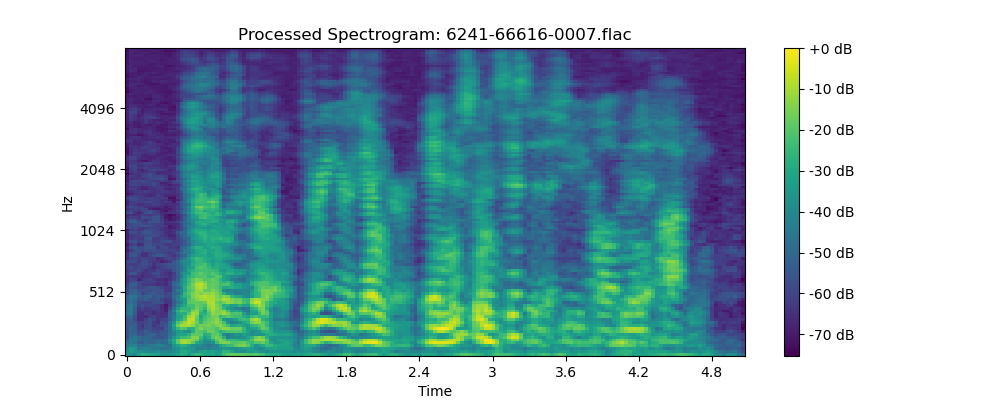 Processed Spectrogram: 6241-66616-0007.flac
Hz
4096
2048
1024
512
0
0 0.6 1.2 1.8 2.4 3 3.6 4.2 4.8
Time
+0 dB
-10 dB
-20 dB
-30 dB
-40 dB
-50 dB
-60 dB
-70 dB